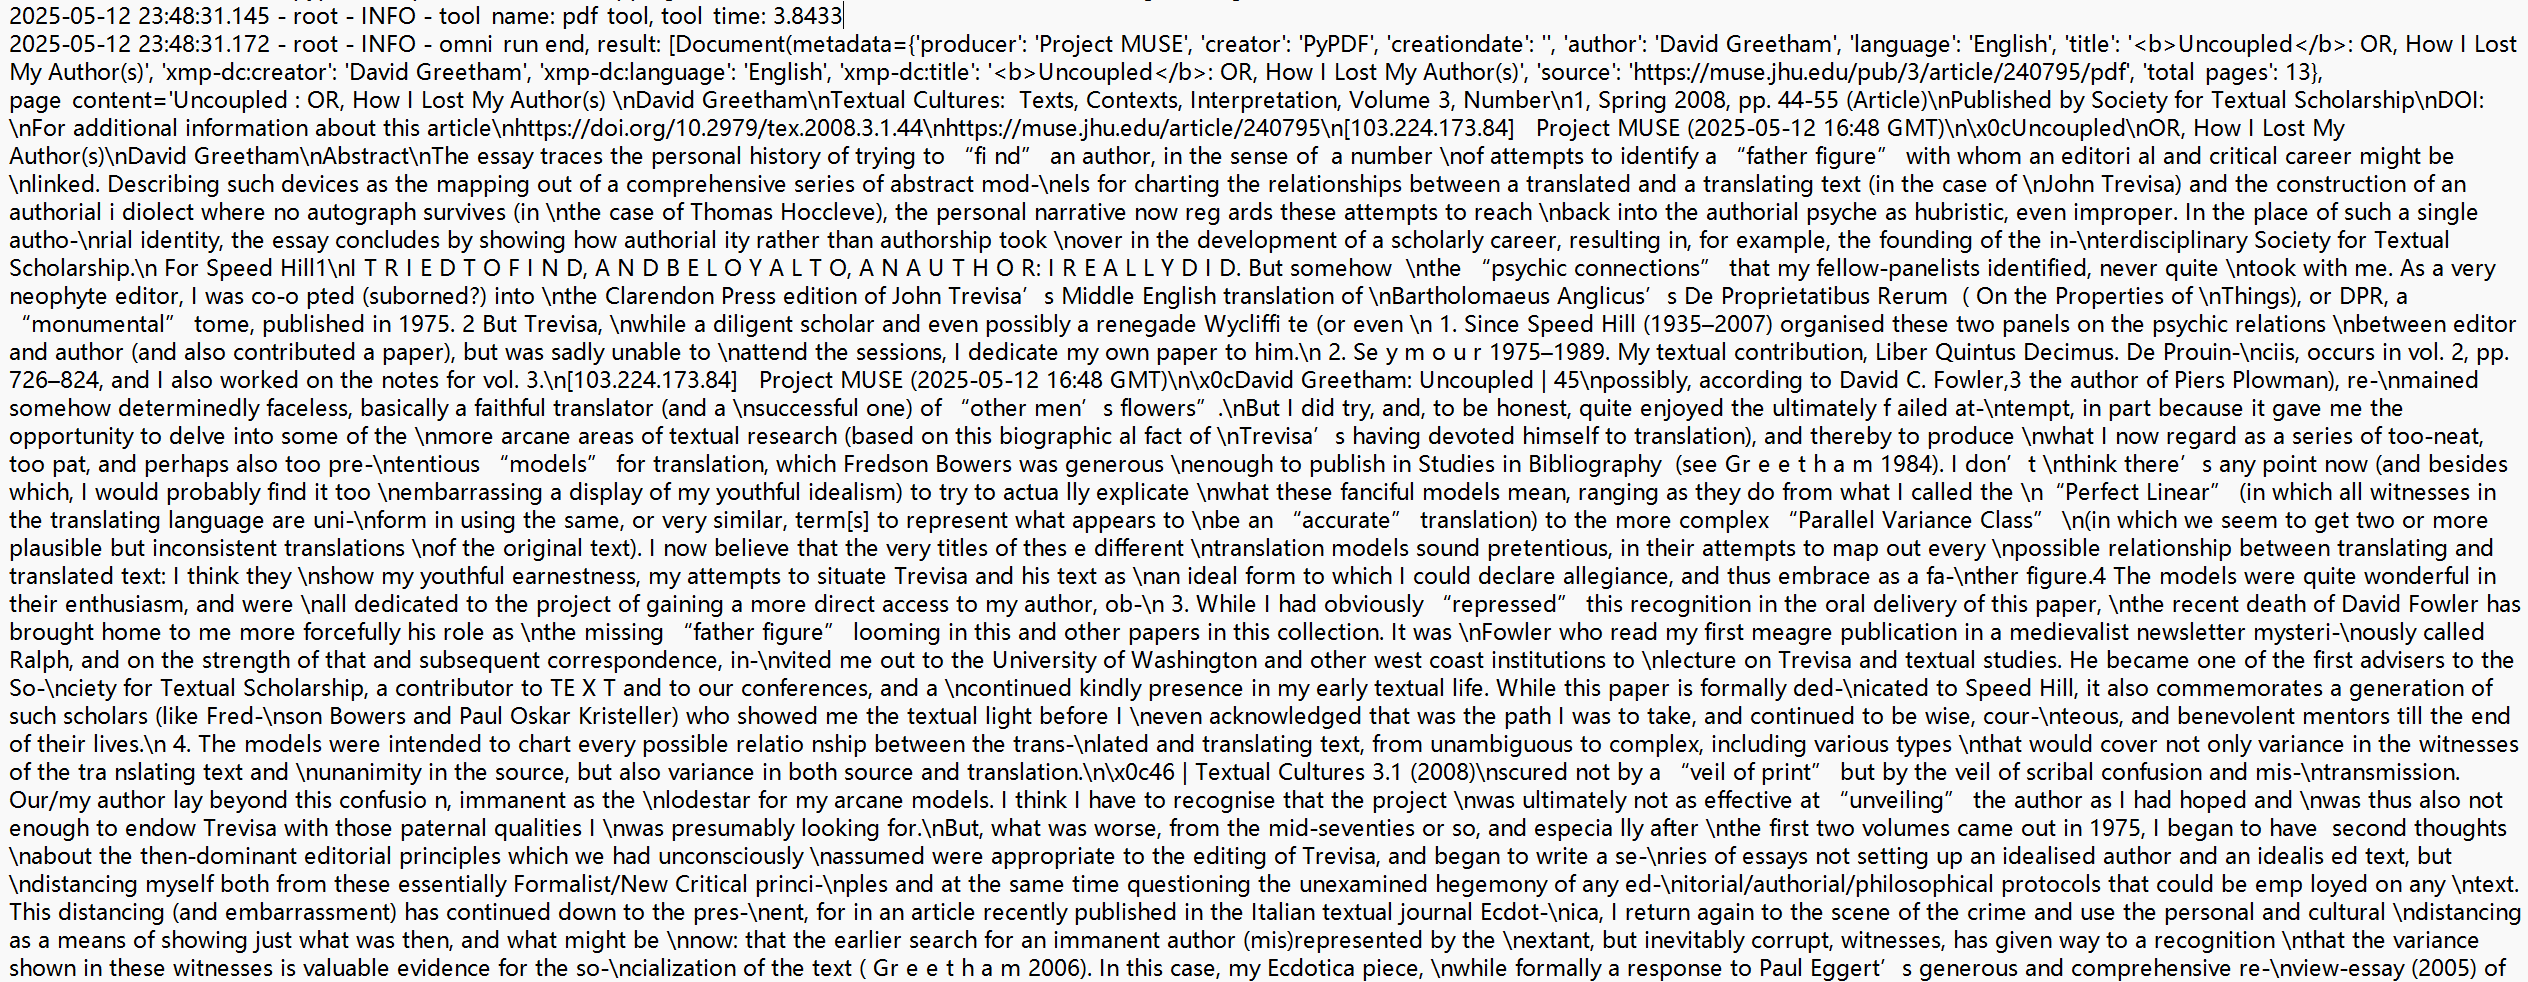 2025-05-12 23:48:31.145 - root - INFO - tool name: pdf tool, tool time: 3.8433
2025-05-12 23:48:31.172 - root - INFO - omni run end, result: [Document(metadata={'producer': 'Project MUSE', 'creator': 'PyPDF', 'creationdate': '', 'author': 'David Greetham', 'language': 'English', 'title': '<b>Uncoupled</b>: OR, How I Lost
My Author(s)', 'xmp-dc:creator': 'David Greetham', 'xmp-dc:language': 'English', 'xmp-dc:title': '<b>Uncoupled</b>: OR, How I Lost My Author(s)', 'source': 'https://muse.jhu.edu/pub/3/article/240795/pdf', 'total pages': 13},
page content='Uncoupled : OR, How I Lost My Author(s) \nDavid Greetham\nTextual Cultures:  Texts, Contexts, Interpretation, Volume 3, Number\n1, Spring 2008, pp. 44-55 (Article)\nPublished by Society for Textual Scholarship\nDOI:
\nFor additional information about this article\nhttps://doi.org/10.2979/tex.2008.3.1.44\nhttps://muse.jhu.edu/article/240795\n[103.224.173.84]   Project MUSE (2025-05-12 16:48 GMT)\n\x0cUncoupled\nOR, How I Lost My
Author(s)\nDavid Greetham\nAbstract\nThe essay traces the personal history of trying to “fi nd” an author, in the sense of  a number \nof attempts to identify a “father figure” with whom an editori al and critical career might be
\nlinked. Describing such devices as the mapping out of a comprehensive series of abstract mod-\nels for charting the relationships between a translated and a translating text (in the case of \nJohn Trevisa) and the construction of an
authorial i diolect where no autograph survives (in \nthe case of Thomas Hoccleve), the personal narrative now reg ards these attempts to reach \nback into the authorial psyche as hubristic, even improper. In the place of such a single
autho-\nrial identity, the essay concludes by showing how authorial ity rather than authorship took \nover in the development of a scholarly career, resulting in, for example, the founding of the in-\nterdisciplinary Society for Textual
Scholarship.\n For Speed Hill1\nI T R I E D T O F I N D, A N D B E L O Y A L T O, A N A U T H O R: I R E A L L Y D I D. But somehow  \nthe “psychic connections” that my fellow-panelists identified, never quite \ntook with me. As a very
neophyte editor, I was co-o pted (suborned?) into \nthe Clarendon Press edition of John Trevisa’s Middle English translation of \nBartholomaeus Anglicus’s De Proprietatibus Rerum  ( On the Properties of \nThings), or DPR, a
“monumental” tome, published in 1975. 2 But Trevisa, \nwhile a diligent scholar and even possibly a renegade Wycliffi te (or even \n 1. Since Speed Hill (1935–2007) organised these two panels on the psychic relations \nbetween editor
and author (and also contributed a paper), but was sadly unable to \nattend the sessions, I dedicate my own paper to him.\n 2. Se y m o u r 1975–1989. My textual contribution, Liber Quintus Decimus. De Prouin-\nciis, occurs in vol. 2, pp.
726–824, and I also worked on the notes for vol. 3.\n[103.224.173.84]   Project MUSE (2025-05-12 16:48 GMT)\n\x0cDavid Greetham: Uncoupled | 45\npossibly, according to David C. Fowler,3 the author of Piers Plowman), re-\nmained
somehow determinedly faceless, basically a faithful translator (and a \nsuccessful one) of “other men’s flowers”.\nBut I did try, and, to be honest, quite enjoyed the ultimately f ailed at-\ntempt, in part because it gave me the
opportunity to delve into some of the \nmore arcane areas of textual research (based on this biographic al fact of \nTrevisa’s having devoted himself to translation), and thereby to produce \nwhat I now regard as a series of too-neat,
too pat, and perhaps also too pre-\ntentious “models” for translation, which Fredson Bowers was generous \nenough to publish in Studies in Bibliography  (see Gr e e t h a m 1984). I don’t \nthink there’s any point now (and besides
which, I would probably find it too \nembarrassing a display of my youthful idealism) to try to actua lly explicate \nwhat these fanciful models mean, ranging as they do from what I called the \n“Perfect Linear” (in which all witnesses in
the translating language are uni-\nform in using the same, or very similar, term[s] to represent what appears to \nbe an “accurate” translation) to the more complex “Parallel Variance Class” \n(in which we seem to get two or more
plausible but inconsistent translations \nof the original text). I now believe that the very titles of thes e different \ntranslation models sound pretentious, in their attempts to map out every \npossible relationship between translating and
translated text: I think they \nshow my youthful earnestness, my attempts to situate Trevisa and his text as \nan ideal form to which I could declare allegiance, and thus embrace as a fa-\nther figure.4 The models were quite wonderful in
their enthusiasm, and were \nall dedicated to the project of gaining a more direct access to my author, ob-\n 3. While I had obviously “repressed” this recognition in the oral delivery of this paper, \nthe recent death of David Fowler has
brought home to me more forcefully his role as \nthe missing “father figure” looming in this and other papers in this collection. It was \nFowler who read my first meagre publication in a medievalist newsletter mysteri-\nously called
Ralph, and on the strength of that and subsequent correspondence, in-\nvited me out to the University of Washington and other west coast institutions to \nlecture on Trevisa and textual studies. He became one of the first advisers to the
So-\nciety for Textual Scholarship, a contributor to TE X T and to our conferences, and a \ncontinued kindly presence in my early textual life. While this paper is formally ded-\nicated to Speed Hill, it also commemorates a generation of
such scholars (like Fred-\nson Bowers and Paul Oskar Kristeller) who showed me the textual light before I \neven acknowledged that was the path I was to take, and continued to be wise, cour-\nteous, and benevolent mentors till the end
of their lives.\n 4. The models were intended to chart every possible relatio nship between the trans-\nlated and translating text, from unambiguous to complex, including various types \nthat would cover not only variance in the witnesses
of the tra nslating text and \nunanimity in the source, but also variance in both source and translation.\n\x0c46 | Textual Cultures 3.1 (2008)\nscured not by a “veil of print” but by the veil of scribal confusion and mis-\ntransmission.
Our/my author lay beyond this confusio n, immanent as the \nlodestar for my arcane models. I think I have to recognise that the project \nwas ultimately not as effective at “unveiling” the author as I had hoped and \nwas thus also not
enough to endow Trevisa with those paternal qualities I \nwas presumably looking for.\nBut, what was worse, from the mid-seventies or so, and especia lly after \nthe first two volumes came out in 1975, I began to have  second thoughts
\nabout the then-dominant editorial principles which we had unconsciously \nassumed were appropriate to the editing of Trevisa, and began to write a se-\nries of essays not setting up an idealised author and an idealis ed text, but
\ndistancing myself both from these essentially Formalist/New Critical princi-\nples and at the same time questioning the unexamined hegemony of any ed-\nitorial/authorial/philosophical protocols that could be emp loyed on any \ntext.
This distancing (and embarrassment) has continued down to the pres-\nent, for in an article recently published in the Italian textual journal Ecdot-\nica, I return again to the scene of the crime and use the personal and cultural \ndistancing
as a means of showing just what was then, and what might be \nnow: that the earlier search for an immanent author (mis)represented by the \nextant, but inevitably corrupt, witnesses, has given way to a recognition \nthat the variance
shown in these witnesses is valuable evidence for the so-\ncialization of the text ( Gr e e t h a m 2006). In this case, my Ecdotica piece, \nwhile formally a response to Paul Eggert’s generous and comprehensive re-\nview-essay (2005) of